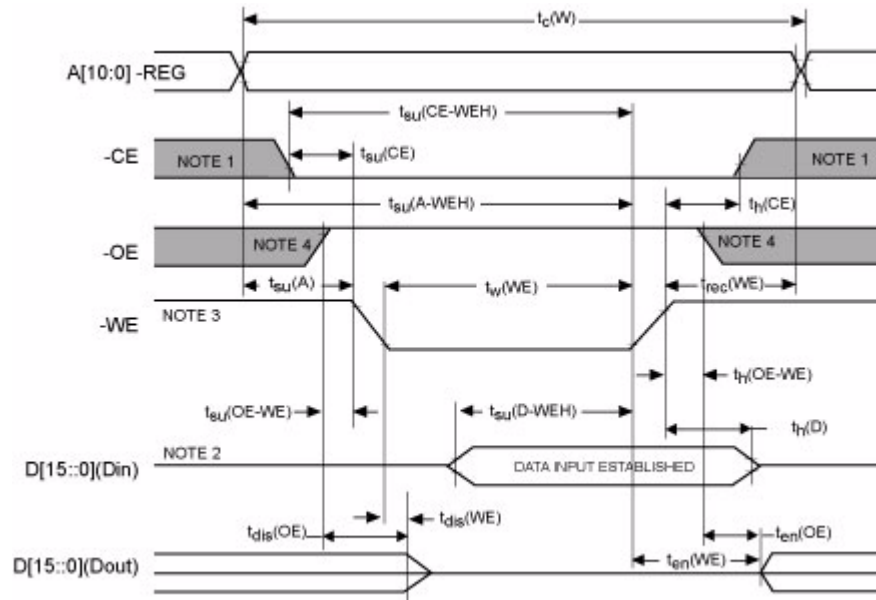 tc(W)
A[10:0] -REG
tsu(CE-WEH)
-CE
NOTE 1
tsu(CE)
NOTE 1
tsu(A-WEH)
th(CE)
-OE
NOTE 4
NOTE 4
tsu(A)
tw(WE)
trec(WE)
-WE
NOTE 3
th(OE-WE)
tsu(OE-WE)
tsu(D-WEH)
th(D)
NOTE 2
D[15::0](Din)
DATA INPUT ESTABLISHED
tdis(WE)
tdis(OE)
ten(OE)
ten(WE)
D[15::0](Dout)